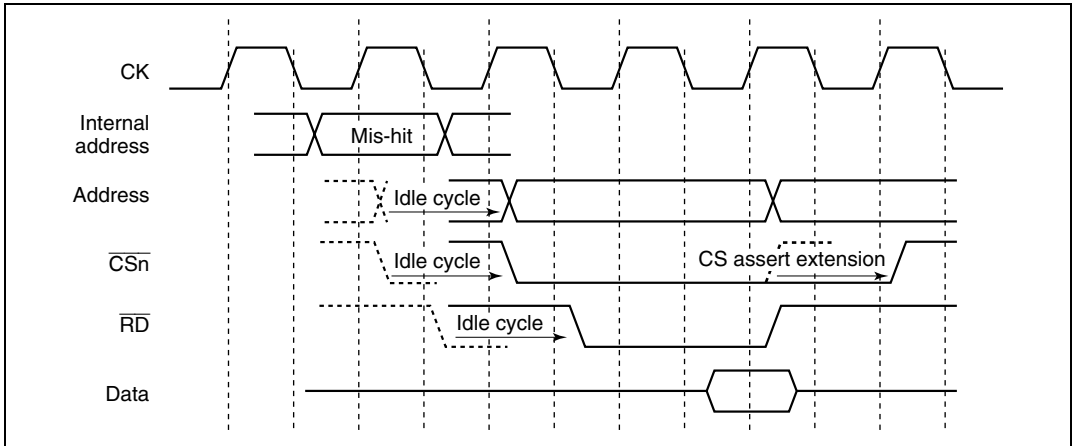 CK
Internal
address
Mis-hit
Address
Idle cycle
CSn
Idle cycle
CS assert extension
RD
Idle cycle
Data